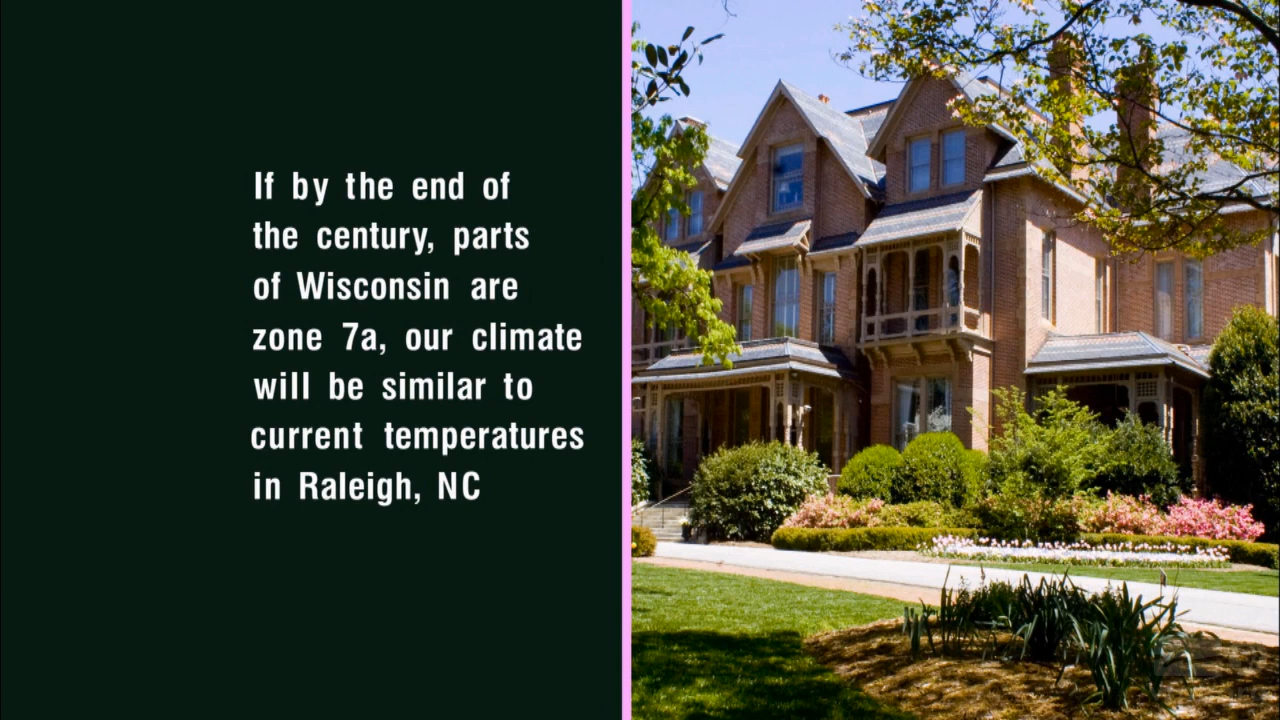 If by the end of
the century, parts
of Wisconsin are
zone 7a, our climate
will be similar to
current temperatures
in Raleigh, NC